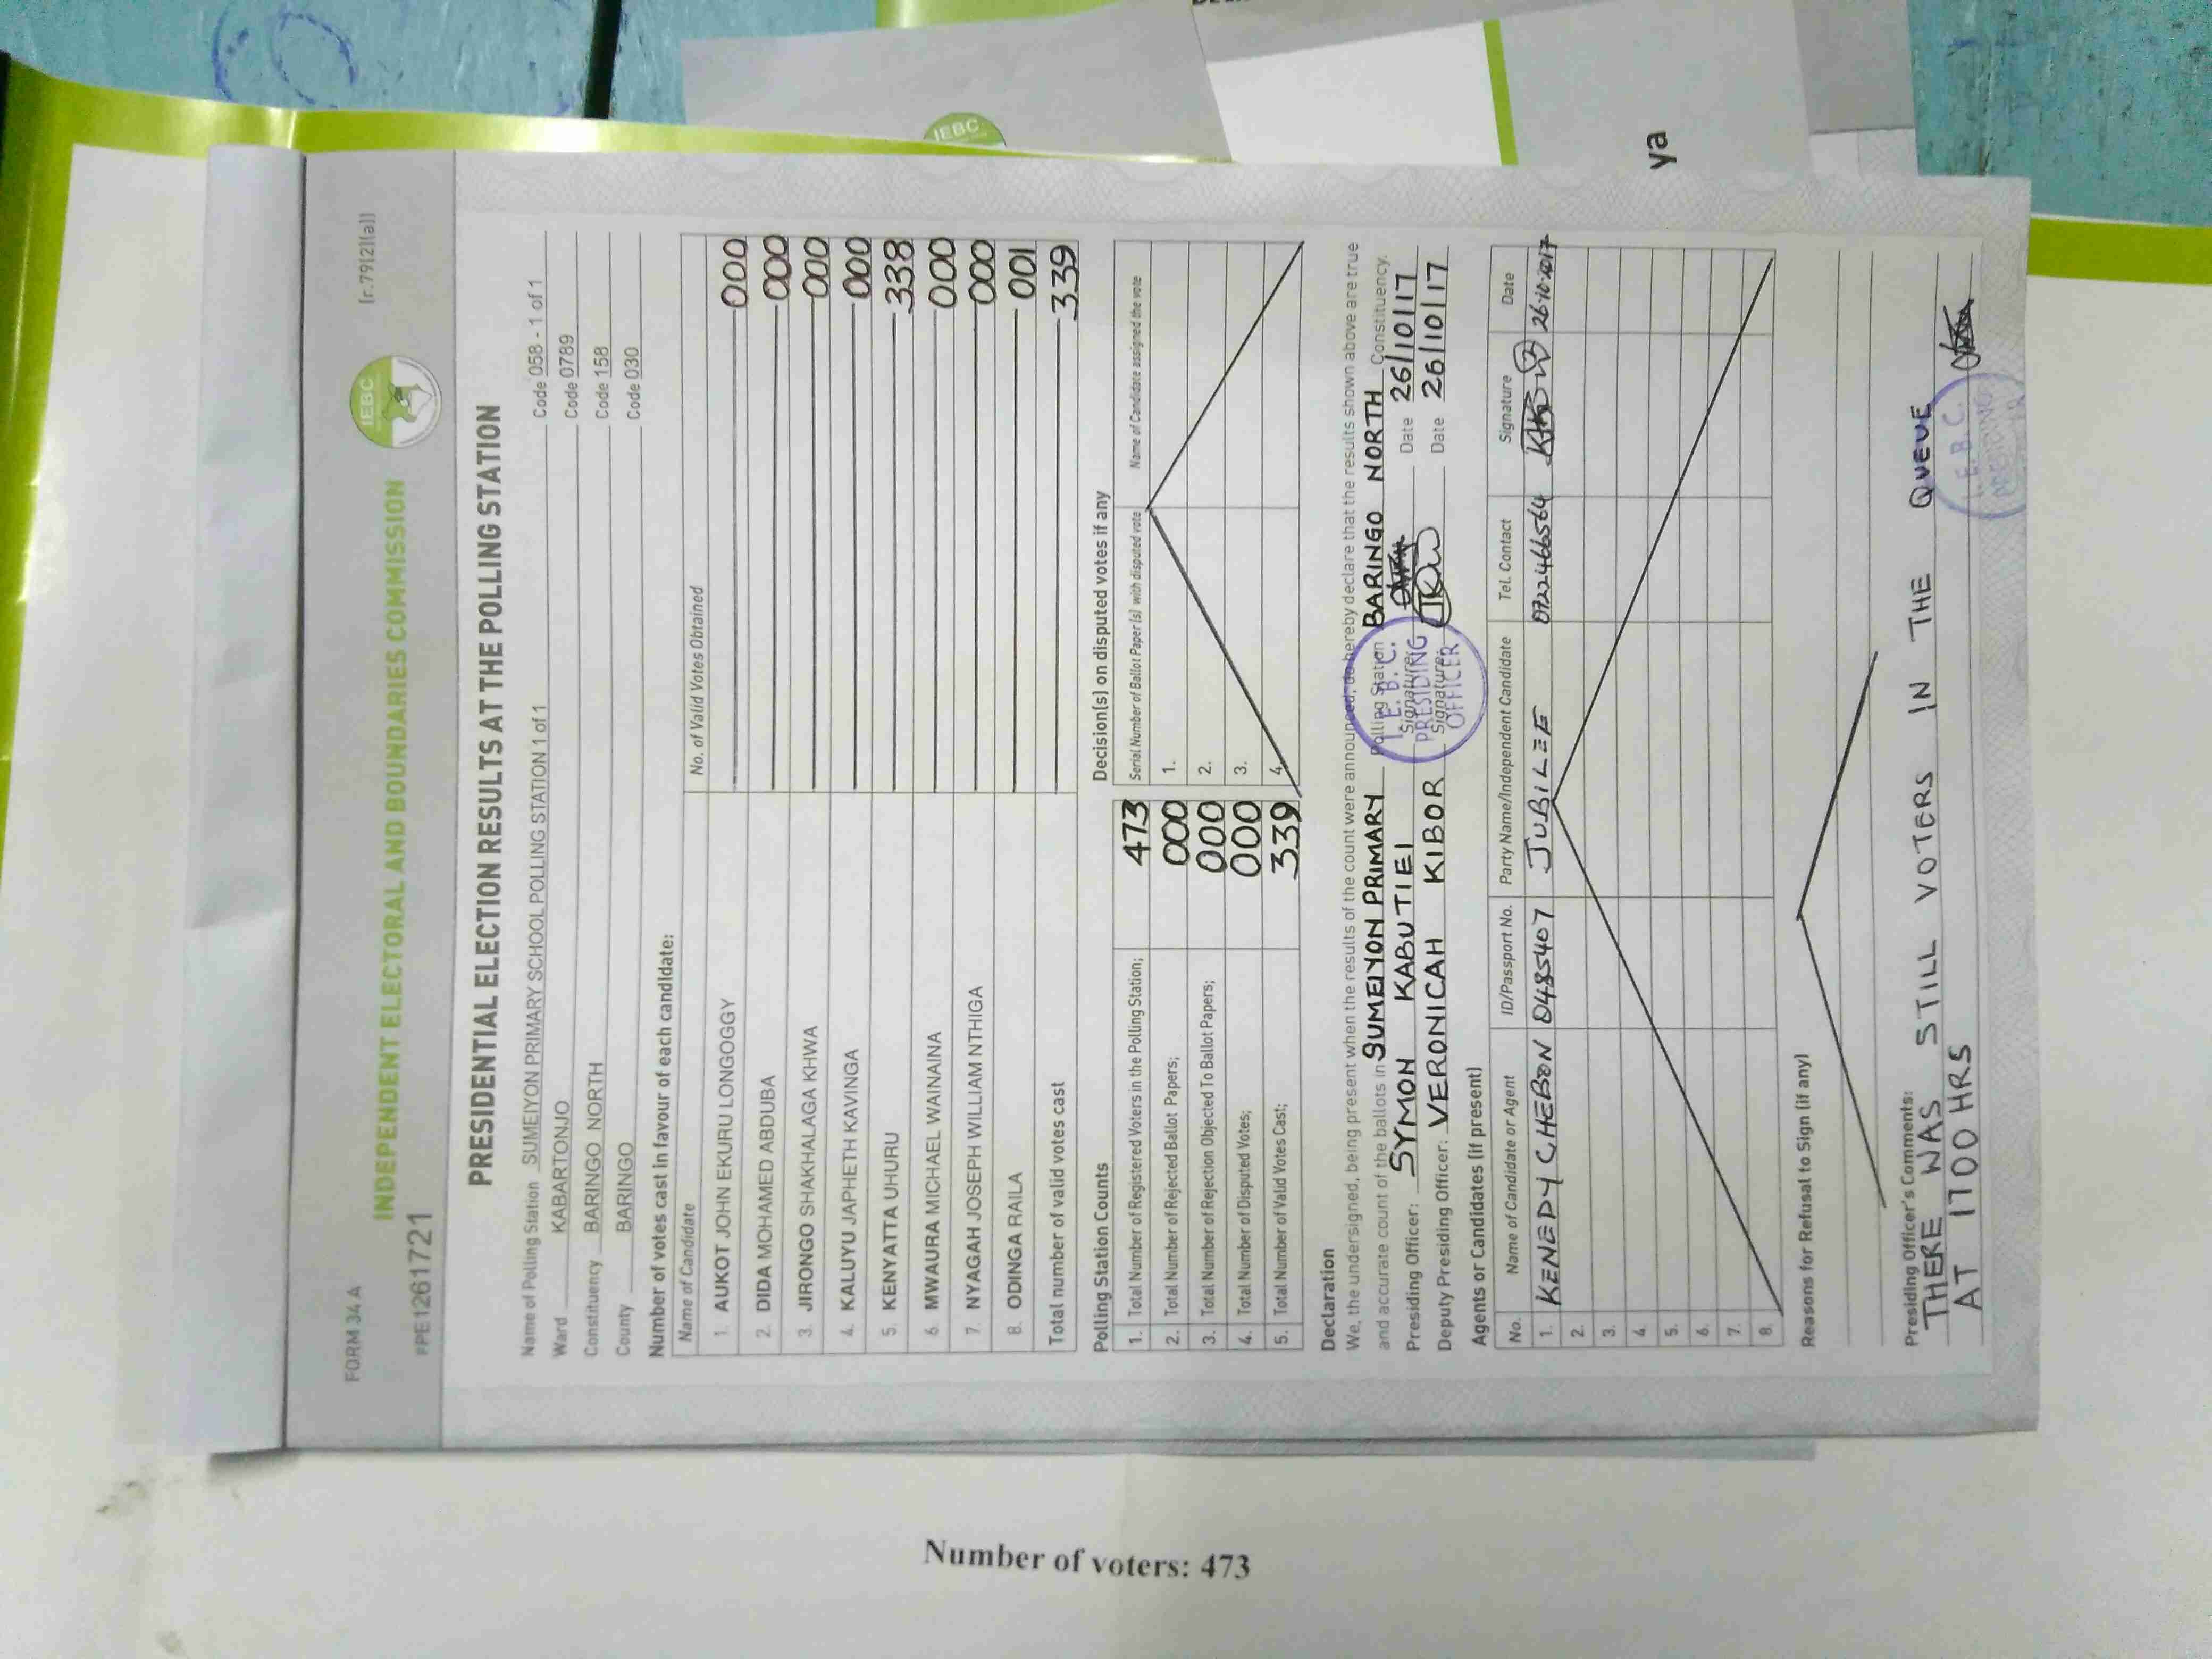 FORM 34 A
[r.79(2)(a)]
INDEPENDENT ELECTORAL AND BOUNDARIES COMMISSION
IEBC
#PE1261721
PRESIDENTIAL ELECTION RESULTS AT THE POLLING STATION
Name of Polling Station SUMEIYON PRIMARY SCHOOL POLLING STATION 1 of 1 Code 058 - 1 of 1
Ward KABARTONJO Code 0789
Constituency BARINGO NORTH Code 158
County BARINGO Code 030
Number of votes cast in favour of each candidate:
Name of Candidate No. of Valid Votes Obtained
1. AUKOT JOHN EKURU LONGOGGY 000
2. DIDA MOHAMED ABDUBA 000
3. JIRONGO SHAKHALAGA KHWA 000
4. KALUYU JAPHETH KAVINGA 000
5. KENYATTA UHURU 338
6. MWAURA MICHAEL WAINAINA 000
7. NYAGAH JOSEPH WILLIAM NTHIGA 000
8. ODINGA RAILA 001
Total number of valid votes cast 339
Polling Station Counts
1. Total Number of Registered Voters in the Polling Station; 473
2. Total Number of Rejected Ballot Papers; 000
3. Total Number of Rejection Objected To Ballot Papers; 000
4. Total Number of Disputed Votes; 000
5. Total Number of Valid Votes Cast; 339
Decision(s) on disputed votes if any
Serial Number of Ballot Paper (s) with disputed vote Name of Candidate assigned the vote
1.
2.
3.
4.
Declaration
We, the undersigned, being present when the results of the count were announced, do hereby declare that the results shown above are true
and accurate count of the ballots in SUMEIYON PRIMARY Polling Station BARINGO NORTH Constituency.
Presiding Officer: SYMON KABUTIEI Signature: Date 26/10/17
Deputy Presiding Officer: VERONICAH KIBOR Signature: Date 26/10/17
I. E. B. C.
PRESIDING
OFFICER
Agents or Candidates (if present)
No. Name of Candidate or Agent ID/Passport No. Party Name/Independent Candidate Tel. Contact Signature Date
1. KENEDY CHEBON 0485407 JUBILEE 0722466564
2.
3.
4.
5.
6.
7.
8.
Reasons for Refusal to Sign (if any)
Presiding Officer's Comments:
THERE WAS STILL VOTERS IN THE QUEUE
AT 1700 HRS
I. E. B. C.
PRESIDING
Number of voters: 473
IEBC
ya